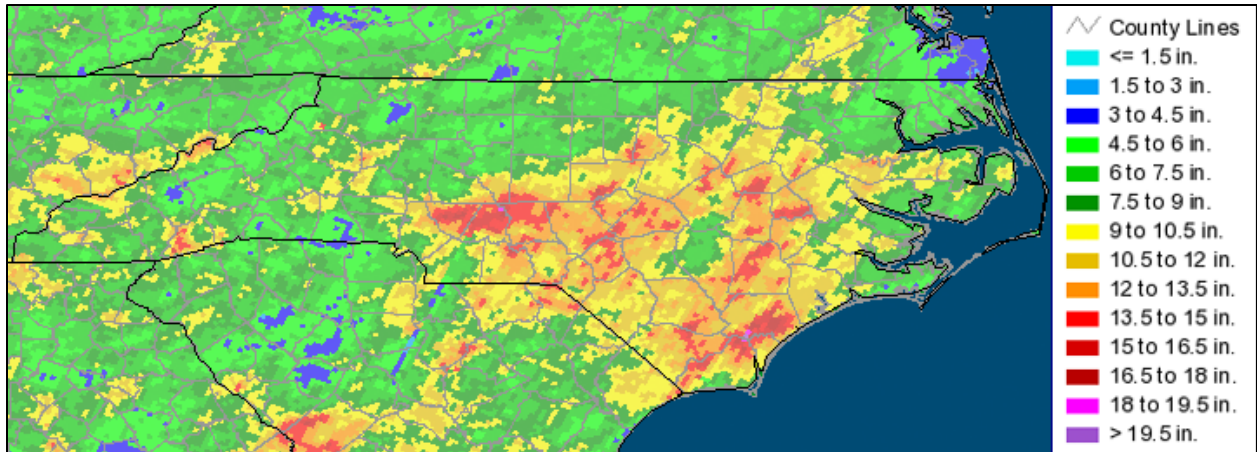 County Lines
<= 1.5 in.
1.5 to 3 in.
3 to 4.5 in.
4.5 to 6 in.
6 to 7.5 in.
7.5 to 9 in.
9 to 10.5 in.
10.5 to 12 in.
12 to 13.5 in.
13.5 to 15 in.
15 to 16.5 in.
16.5 to 18 in.
18 to 19.5 in.
> 19.5 in.